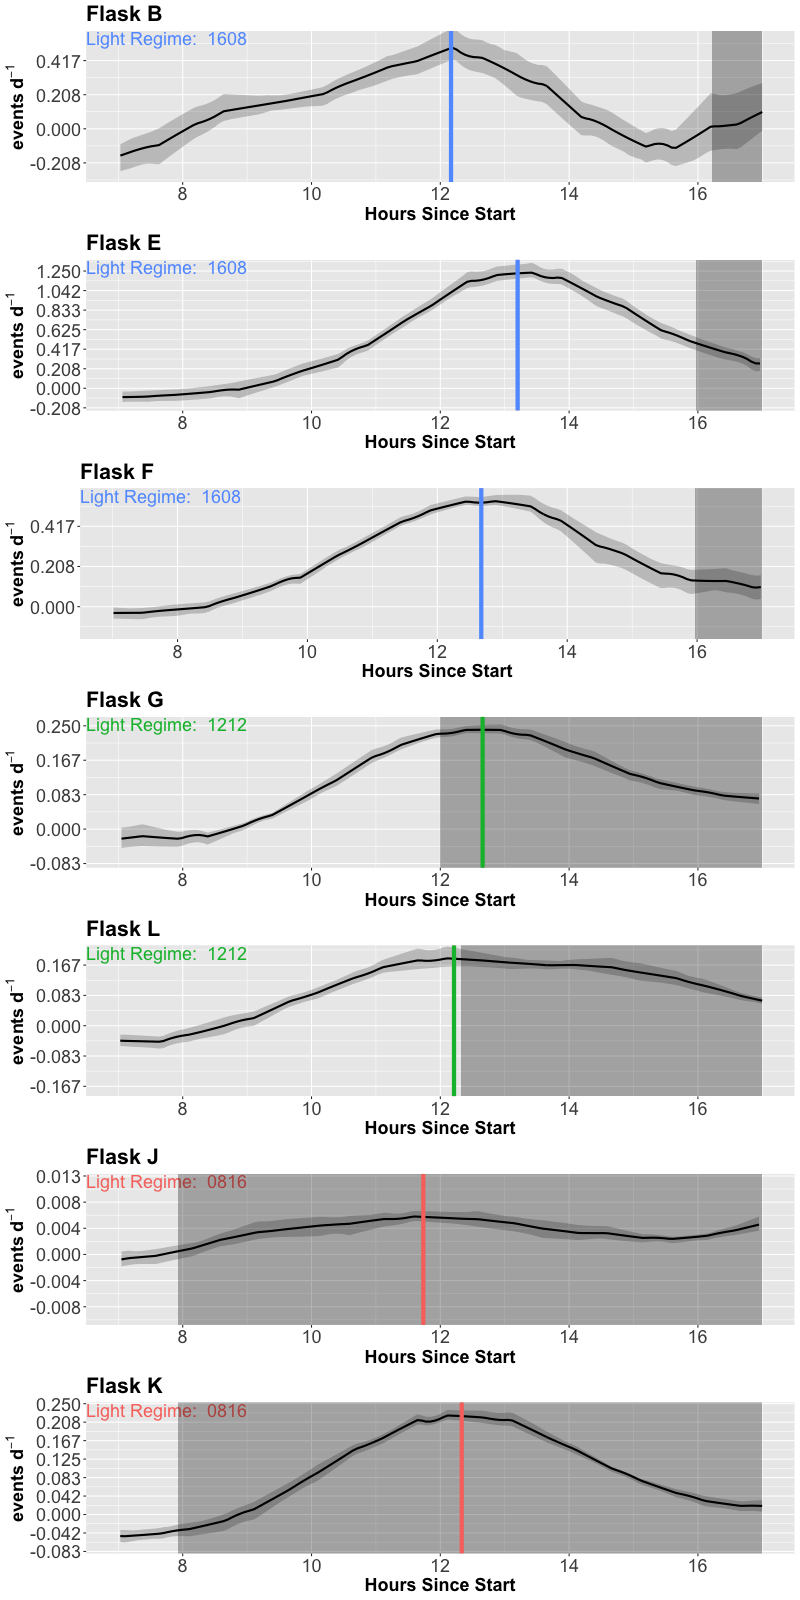 Flask B
Light Regime:  1608
events d⁻¹
0.417
0.208
0.000
-0.208
8 10 12 14 16
Hours Since Start
Flask E
Light Regime:  1608
events d⁻¹
1.250
1.042
0.833
0.625
0.417
0.208
0.000
-0.208
8 10 12 14 16
Hours Since Start
Flask F
Light Regime:  1608
events d⁻¹
0.417
0.208
0.000
8 10 12 14 16
Hours Since Start
Flask G
Light Regime:  1212
events d⁻¹
0.250
0.167
0.083
0.000
-0.083
8 10 12 14 16
Hours Since Start
Flask L
Light Regime:  1212
events d⁻¹
0.167
0.083
0.000
-0.083
-0.167
8 10 12 14 16
Hours Since Start
Flask J
Light Regime:  0816
events d⁻¹
0.013
0.008
0.004
0.000
-0.004
-0.008
8 10 12 14 16
Hours Since Start
Flask K
Light Regime:  0816
events d⁻¹
0.250
0.208
0.167
0.125
0.083
0.042
0.000
-0.042
-0.083
8 10 12 14 16
Hours Since Start